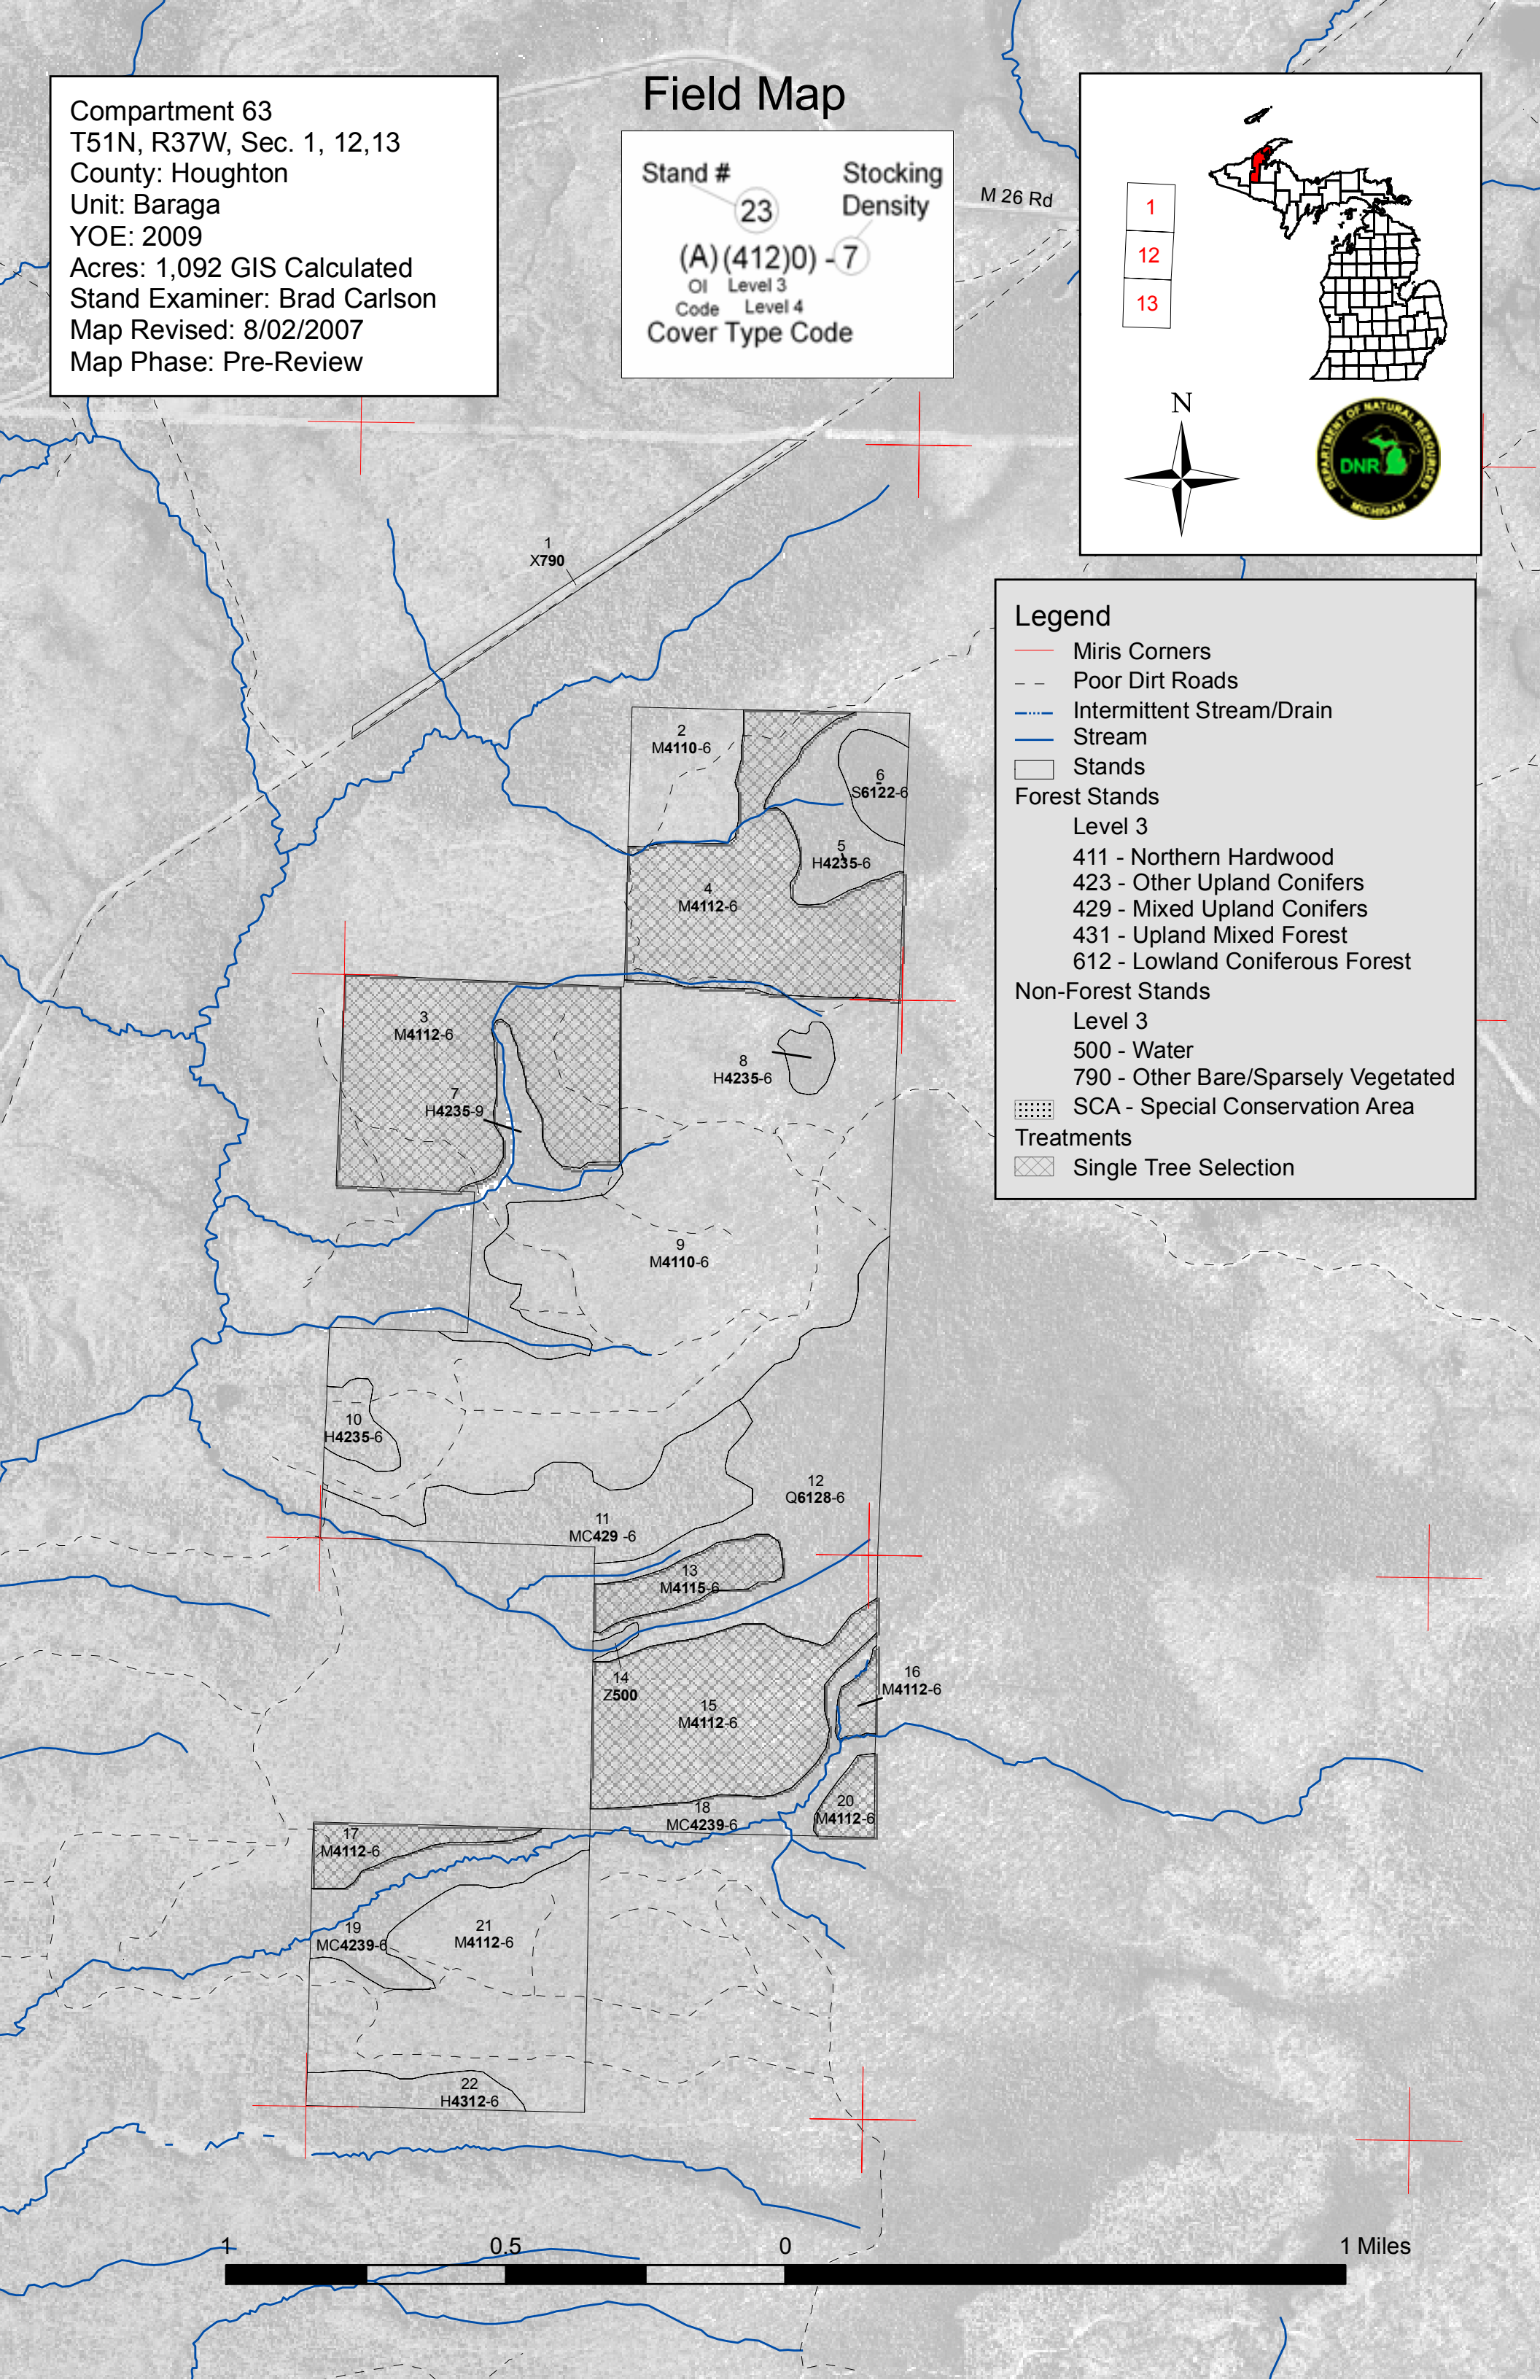 Field Map
Compartment 63
T51N, R37W, Sec. 1, 12,13
County: Houghton
Unit: Baraga
YOE: 2009
Acres: 1,092 GIS Calculated
Stand Examiner: Brad Carlson
Map Revised: 8/02/2007
Map Phase: Pre-Review
Stand #
Stocking
Density
23
(A) (412)0) - 7
OI Level 3
Code Level 4
Cover Type Code
M 26 Rd
1
12
13
N
DEPARTMENT OF NATURAL RESOURCES
DNR
MICHIGAN
Legend
Miris Corners
Poor Dirt Roads
Intermittent Stream/Drain
Stream
Stands
Forest Stands
Level 3
411 - Northern Hardwood
423 - Other Upland Conifers
429 - Mixed Upland Conifers
431 - Upland Mixed Forest
612 - Lowland Coniferous Forest
Non-Forest Stands
Level 3
500 - Water
790 - Other Bare/Sparsely Vegetated
SCA - Special Conservation Area
Treatments
Single Tree Selection
1
X790
2
M4110-6
6
S6122-6
5
H4235-6
4
M4112-6
3
M4112-6
8
H4235-6
7
H4235-9
9
M4110-6
10
H4235-6
12
Q6128-6
11
MC429 -6
13
M4115-6
14
Z500
16
M4112-6
15
M4112-6
18
MC4239-6
20
M4112-6
17
M4112-6
19
MC4239-6
21
M4112-6
22
H4312-6
1 0.5 0 1 Miles